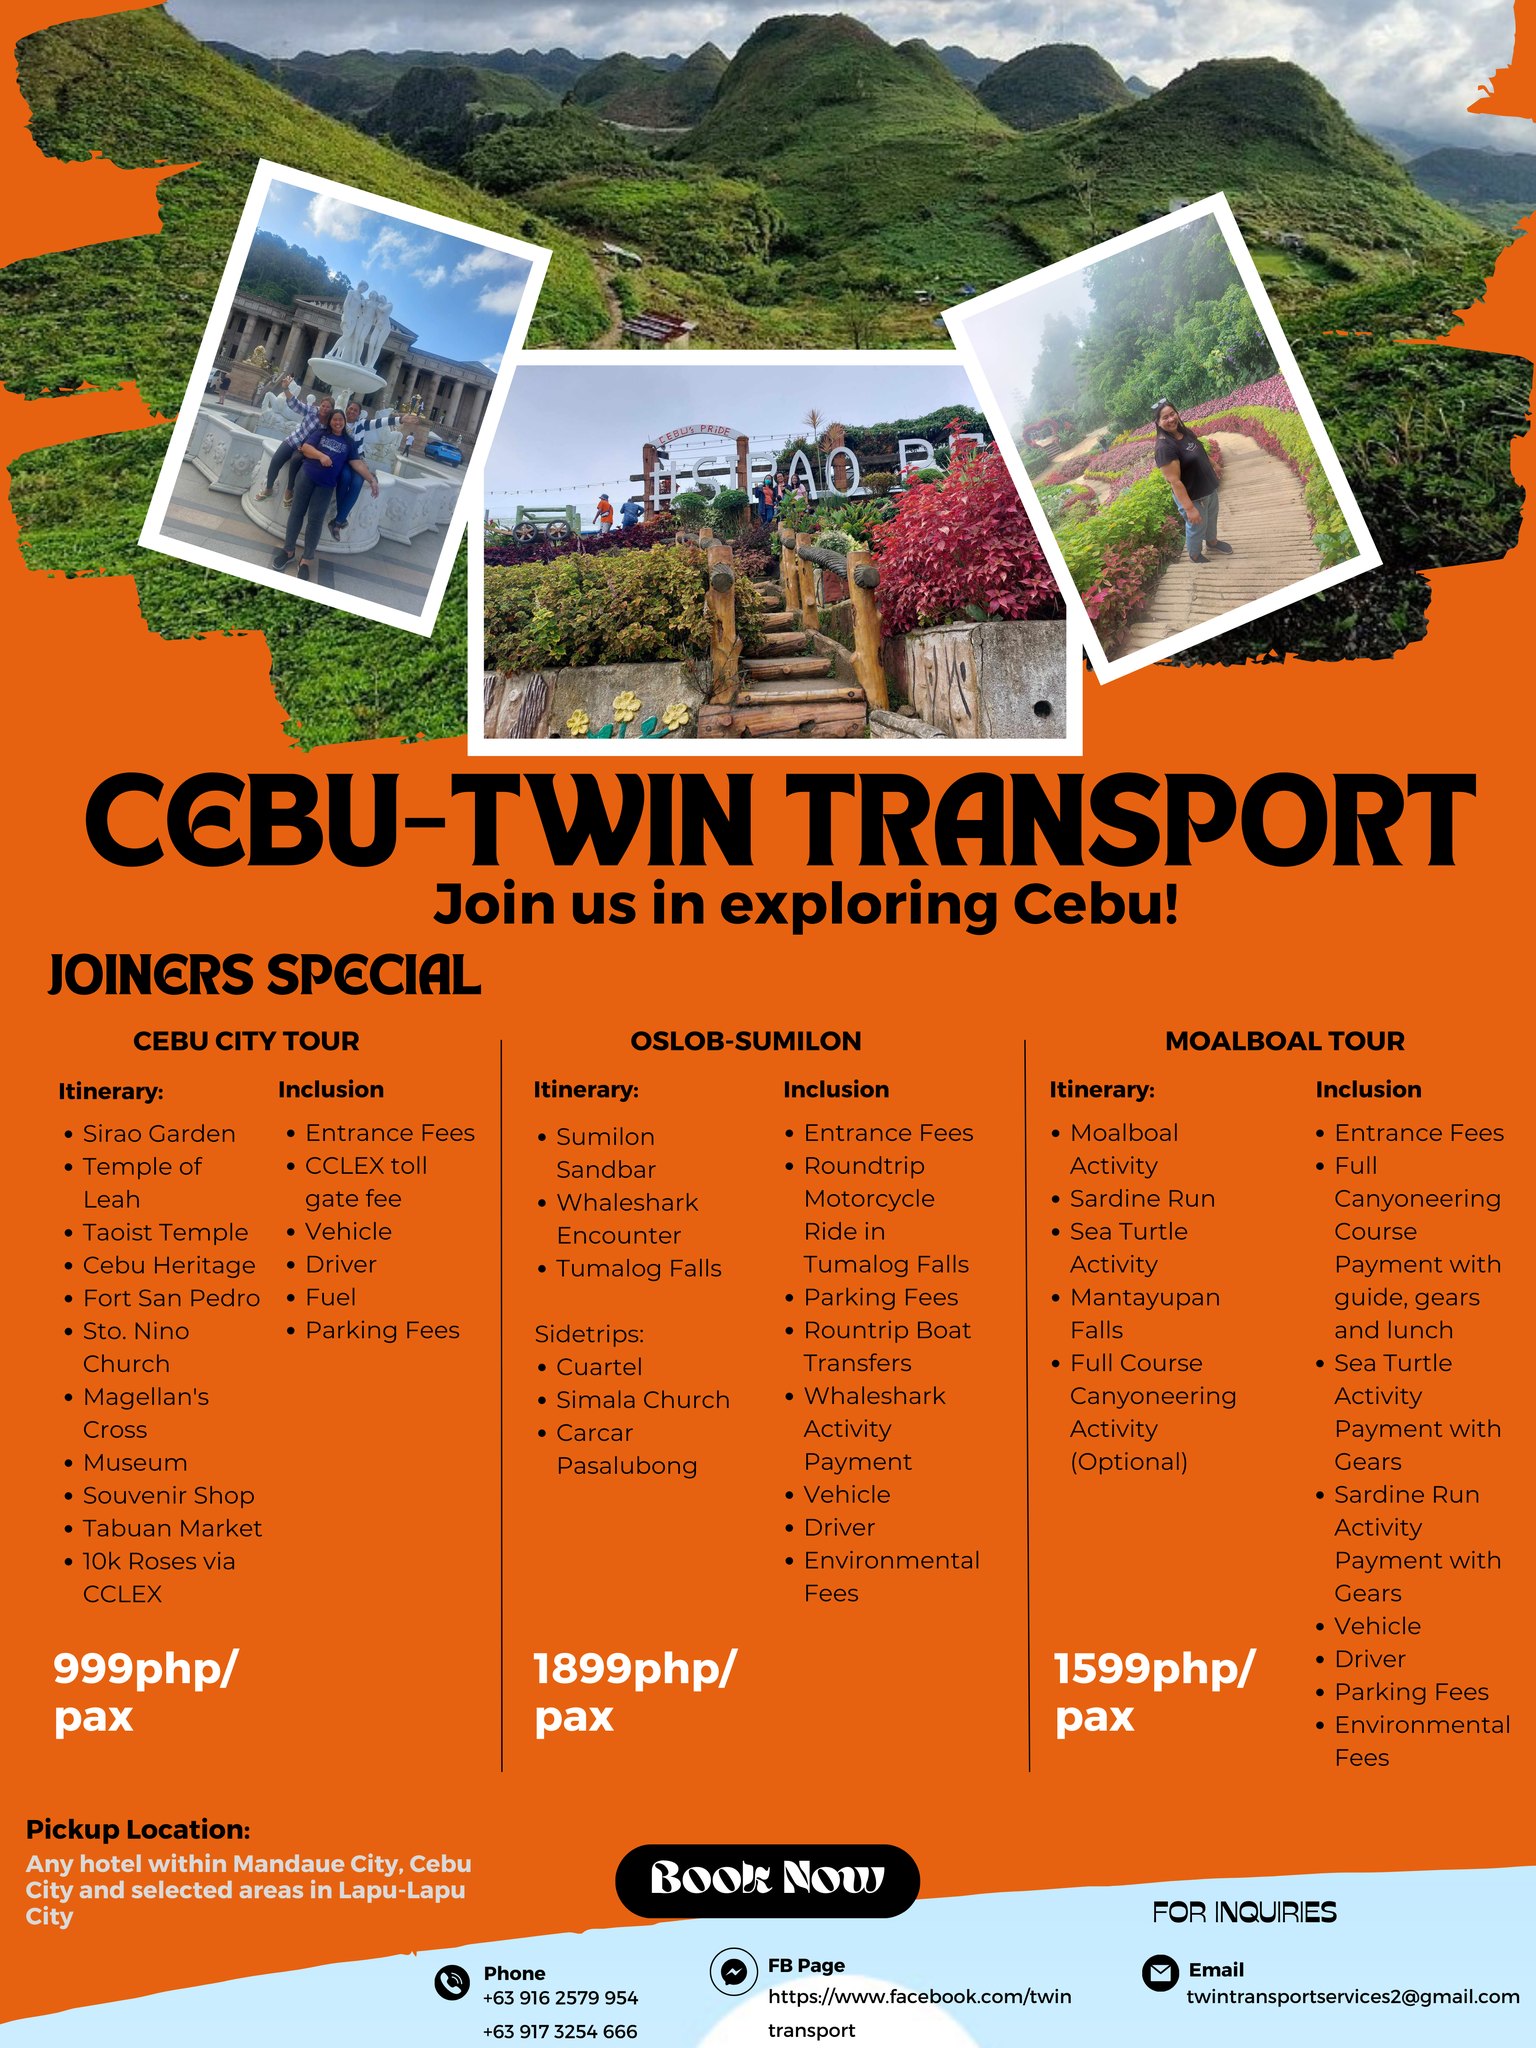 CEBU's PRIDE
#SIRAO
CEBU-TWIN TRANSPORT
Join us in exploring Cebu!
JOINERS SPECIAL
CEBU CITY TOUR
Itinerary:
• Sirao Garden
• Temple of
Leah
• Taoist Temple
• Cebu Heritage
• Fort San Pedro
• Sto. Nino
Church
• Magellan's
Cross
• Museum
• Souvenir Shop
• Tabuan Market
• 10k Roses via
CCLEX
Inclusion
• Entrance Fees
• CCLEX toll
gate fee
• Vehicle
• Driver
• Fuel
• Parking Fees
999php/
pax
OSLOB-SUMILON
Itinerary:
• Sumilon
Sandbar
• Whaleshark
Encounter
• Tumalog Falls
Sidetrips:
• Cuartel
• Simala Church
• Carcar
Pasalubong
Inclusion
• Entrance Fees
• Roundtrip
Motorcycle
Ride in
Tumalog Falls
• Parking Fees
• Rountrip Boat
Transfers
• Whaleshark
Activity
Payment
• Vehicle
• Driver
• Environmental
Fees
1899php/
pax
MOALBOAL TOUR
Itinerary:
• Moalboal
Activity
• Sardine Run
• Sea Turtle
Activity
• Mantayupan
Falls
• Full Course
Canyoneering
Activity
(Optional)
Inclusion
• Entrance Fees
• Full
Canyoneering
Course
Payment with
guide, gears
and lunch
• Sea Turtle
Activity
Payment with
Gears
• Sardine Run
Activity
Payment with
Gears
• Vehicle
• Driver
• Parking Fees
• Environmental
Fees
1599php/
pax
Pickup Location:
Any hotel within Mandaue City, Cebu
City and selected areas in Lapu-Lapu
City
Book Now
FOR INQUIRIES
Phone
+63 916 2579 954
+63 917 3254 666
FB Page
https://www.facebook.com/twin
transport
Email
twintransportservices2@gmail.com